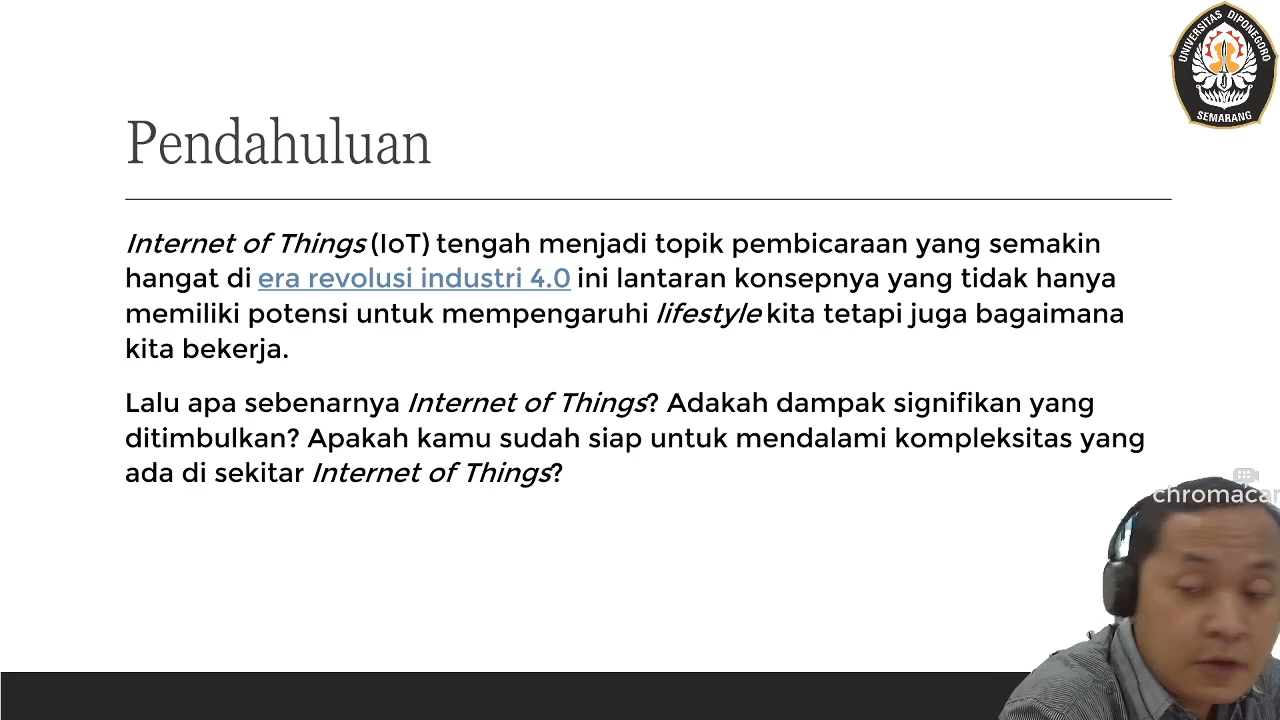 UNIVERSITAS DIPONEGORO
SEMARANG
Pendahuluan
Internet of Things (IoT) tengah menjadi topik pembicaraan yang semakin
hangat di era revolusi industri 4.0 ini lantaran konsepnya yang tidak hanya
memiliki potensi untuk mempengaruhi lifestyle kita tetapi juga bagaimana
kita bekerja.
Lalu apa sebenarnya Internet of Things? Adakah dampak signifikan yang
ditimbulkan? Apakah kamu sudah siap untuk mendalami kompleksitas yang
ada di sekitar Internet of Things?
chromacam